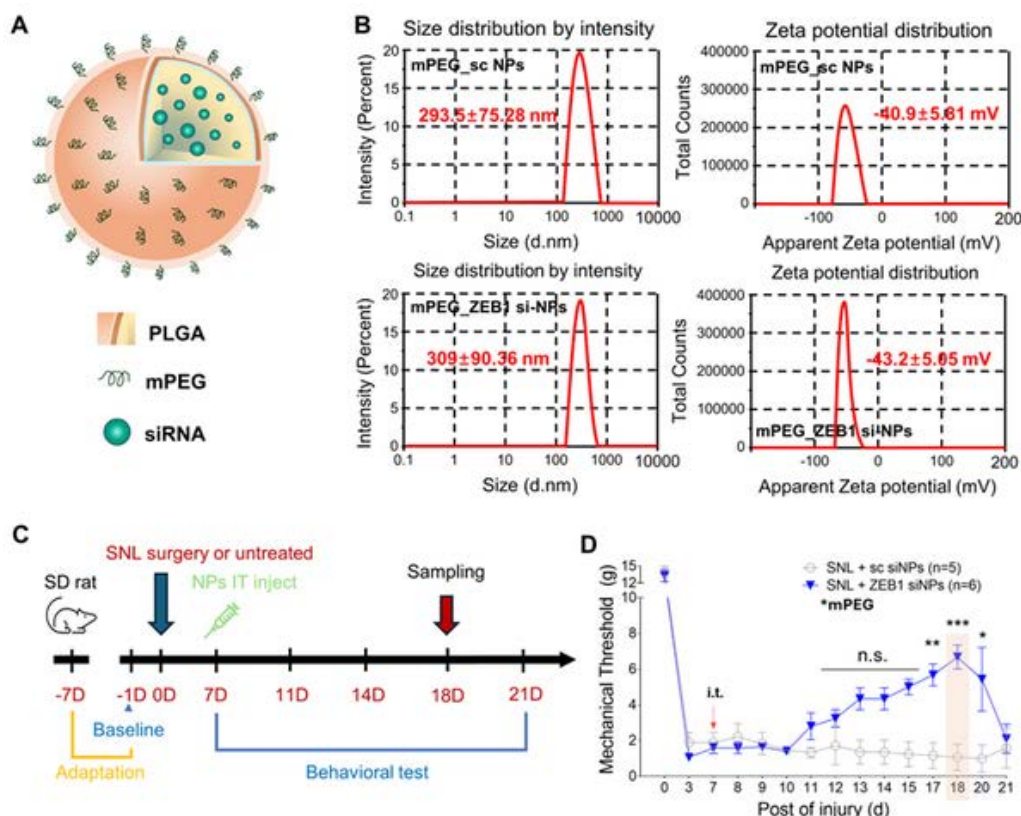 A
PLGA
mPEG
siRNA
B
Size distribution by intensity
Intensity (Percent)
20
15
10
5
0
mPEG_sc NPs
293.5±75.28 nm
0.1 1 10 100 1000 10000
Size (d.nm)
Zeta potential distribution
Total Counts
400000
300000
200000
100000
0
mPEG_sc NPs
-40.9±5.81 mV
-100 0 100 200
Apparent Zeta potential (mV)
Size distribution by intensity
Intensity (Percent)
20
15
10
5
0
mPEG_ZEB1 si-NPs
309±90.36 nm
0.1 1 10 100 1000 10000
Size (d.nm)
Zeta potential distribution
Total Counts
400000
300000
200000
100000
0
-43.2±5.05 mV
mPEG_ZEB1 si-NPs
-100 0 100 200
Apparent Zeta potential (mV)
C
SNL surgery or untreated
SD rat
NPs IT inject
Sampling
-7D -1D 0D 7D 11D 14D 18D 21D
Baseline
Adaptation
Behavioral test
D
Mechanical Threshold (g)
15
12
10
8
6
4
2
0
SNL + sc siNPs (n=5)
SNL + ZEB1 siNPs (n=6)
*mPEG
i.t.
n.s.
**
***
*
0 3 7 8 9 10 11 12 13 14 15 17 18 20 21
Post of injury (d)